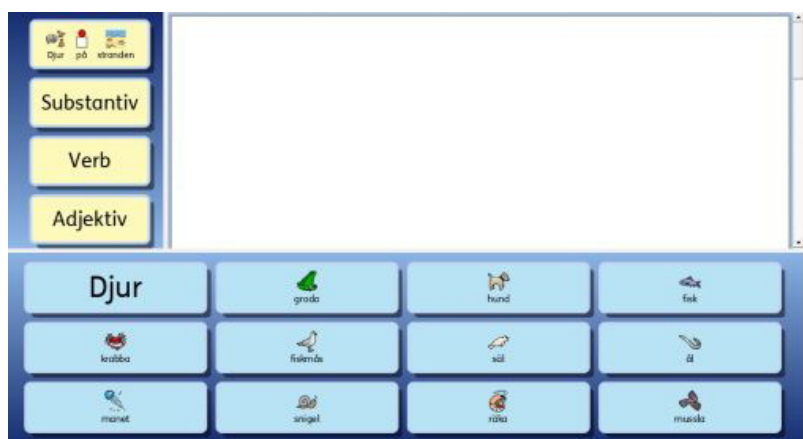 Djur på stranden
Substantiv
Verb
Adjektiv
Djur
groda
hund
fisk
krabba
fiskmås
säl
ål
manet
snigel
räka
mussla